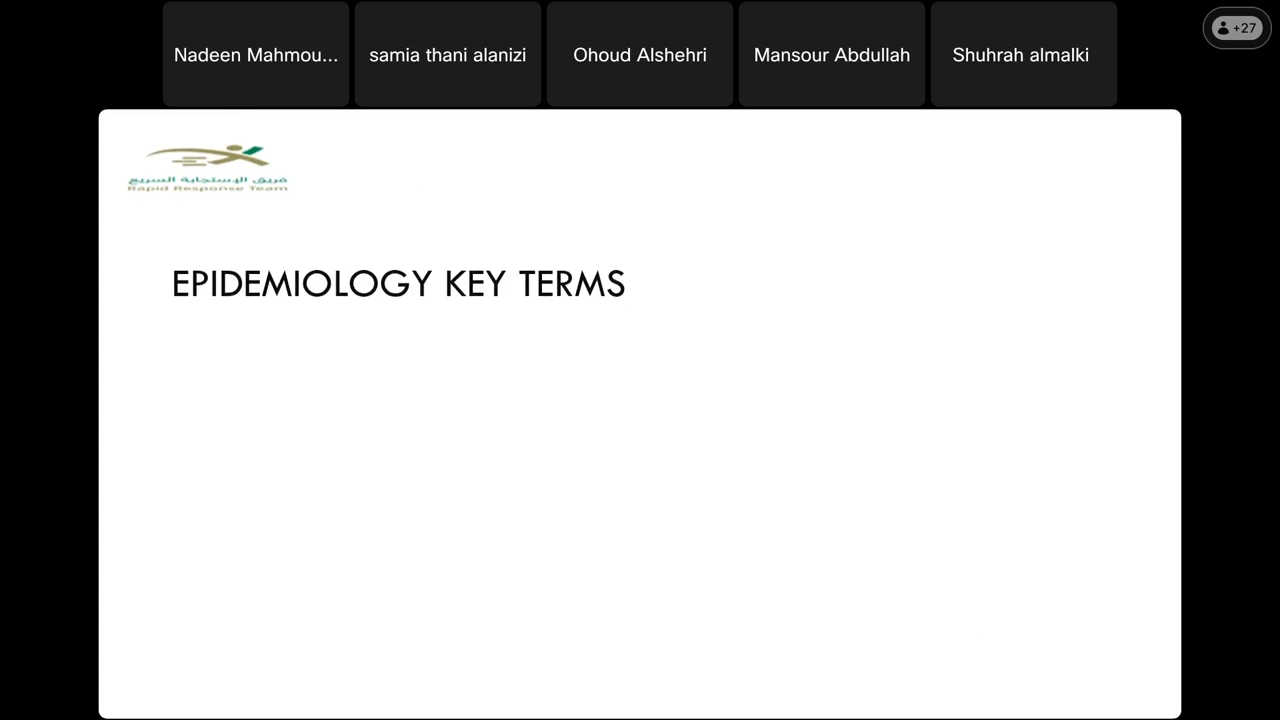 Nadeen Mahmou...
samia thani alanizi
Ohoud Alshehri
Mansour Abdullah
Shuhrah almalki
+27
فريق الإستجابة السريع
Rapid Response Team
EPIDEMIOLOGY KEY TERMS